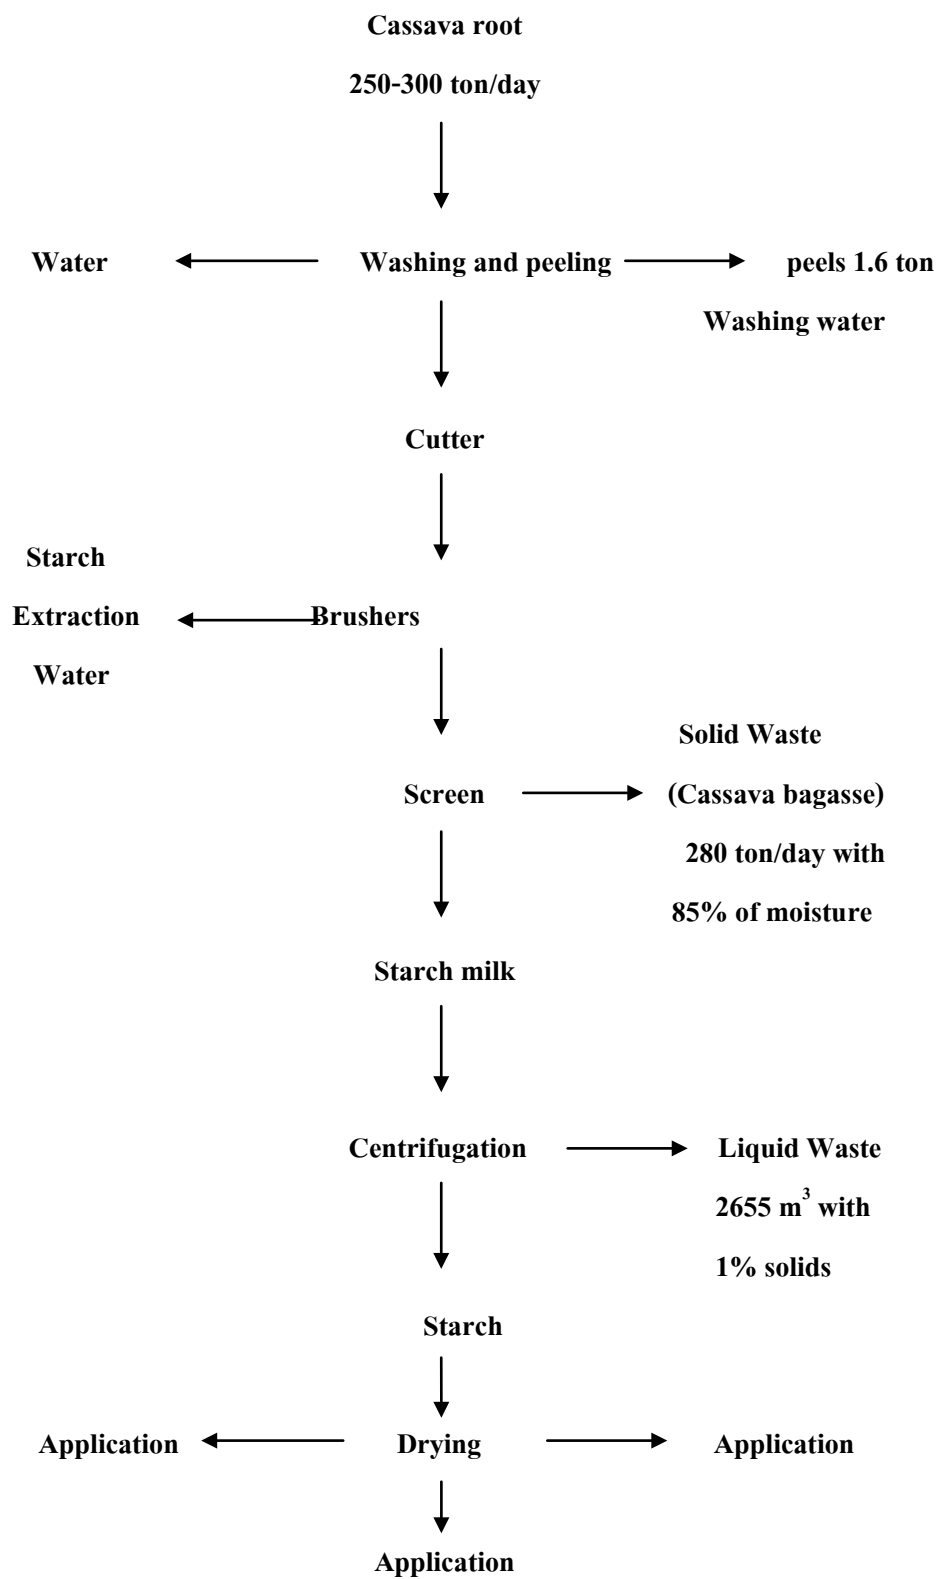 Cassava root
250-300 ton/day
Water
Washing and peeling
peels 1.6 ton
Washing water
Cutter
Starch
Extraction
Water
Brushers
Solid Waste
Screen
(Cassava bagasse)
280 ton/day with
85% of moisture
Starch milk
Centrifugation
Liquid Waste
2655 m³ with
1% solids
Starch
Application
Drying
Application
Application